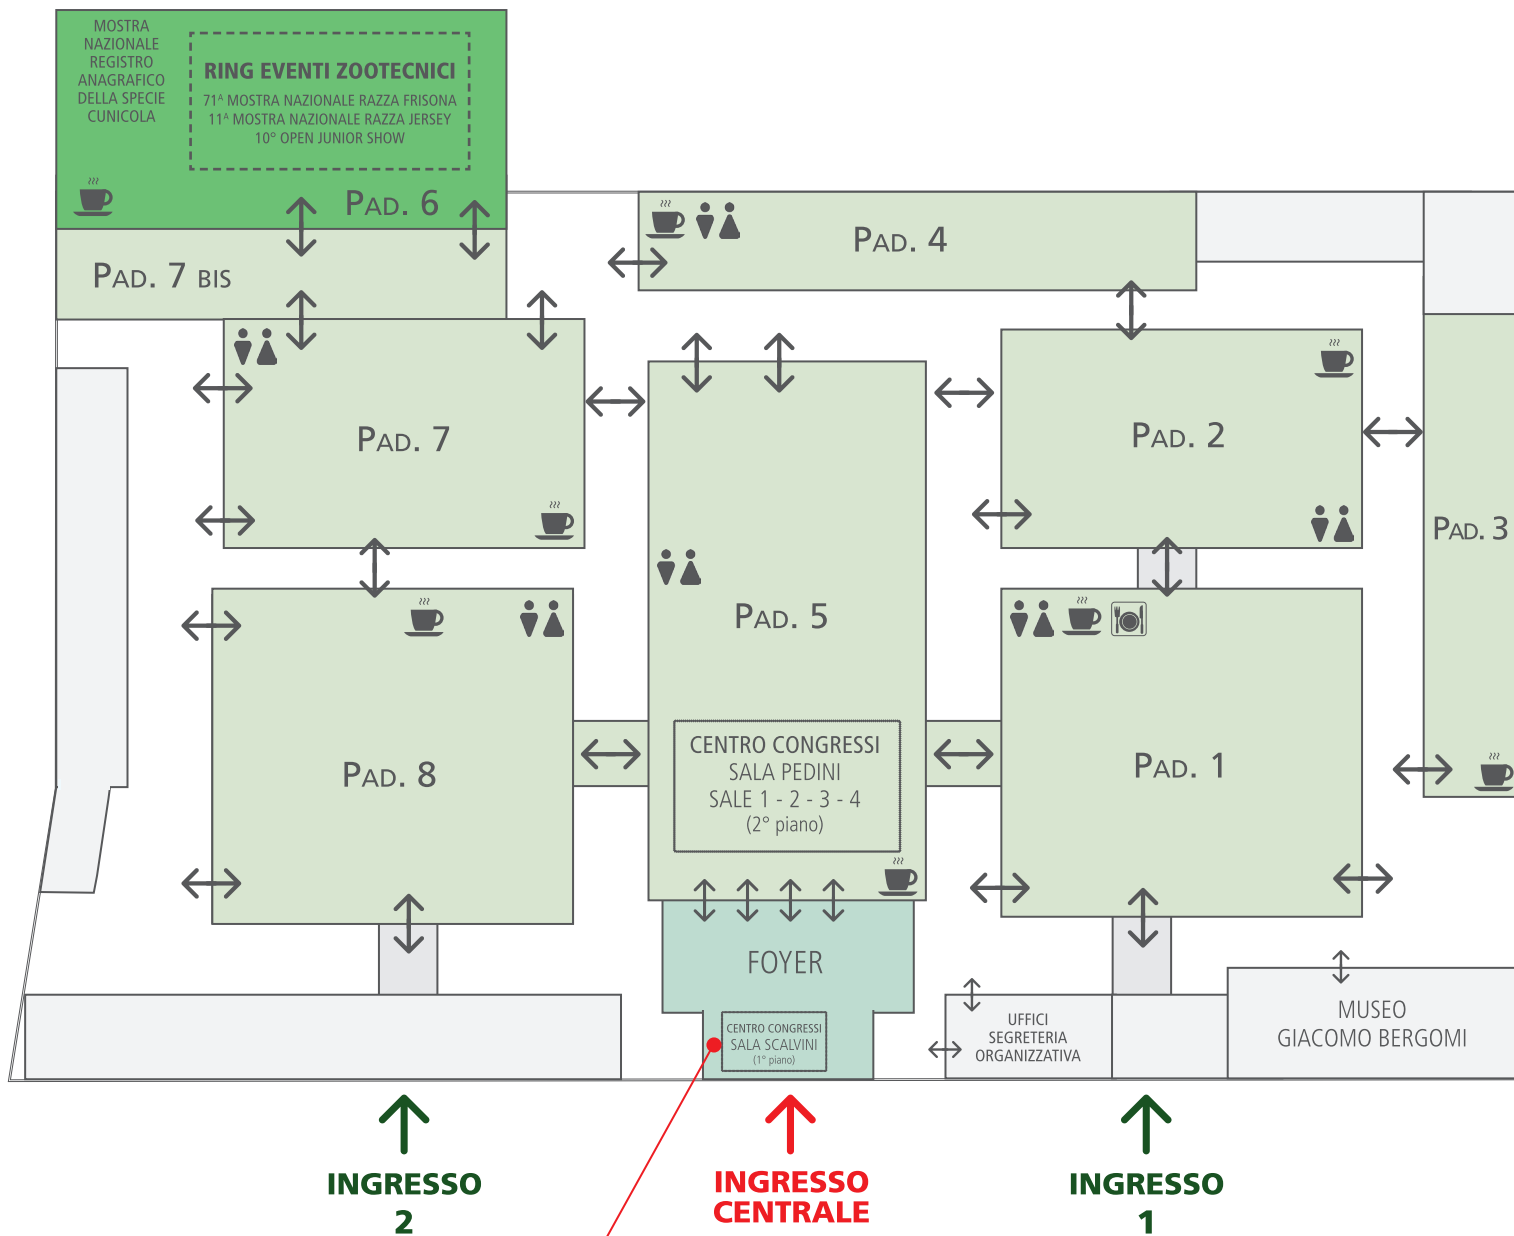 MOSTRA
NAZIONALE
REGISTRO
ANAGRAFICO
DELLA SPECIE
CUNICOLA
RING EVENTI ZOOTECNICI
71ª MOSTRA NAZIONALE RAZZA FRISONA
11ª MOSTRA NAZIONALE RAZZA JERSEY
10° OPEN JUNIOR SHOW
PAD. 6
PAD. 7 BIS
PAD. 4
PAD. 7
PAD. 2
PAD. 3
PAD. 5
PAD. 8
CENTRO CONGRESSI
SALA PEDINI
SALE 1 - 2 - 3 - 4
(2° piano)
PAD. 1
FOYER
CENTRO CONGRESSI
SALA SCALVINI
(1° piano)
UFFICI
SEGRETERIA
ORGANIZZATIVA
MUSEO
GIACOMO BERGOMI
INGRESSO
2
INGRESSO
CENTRALE
INGRESSO
1